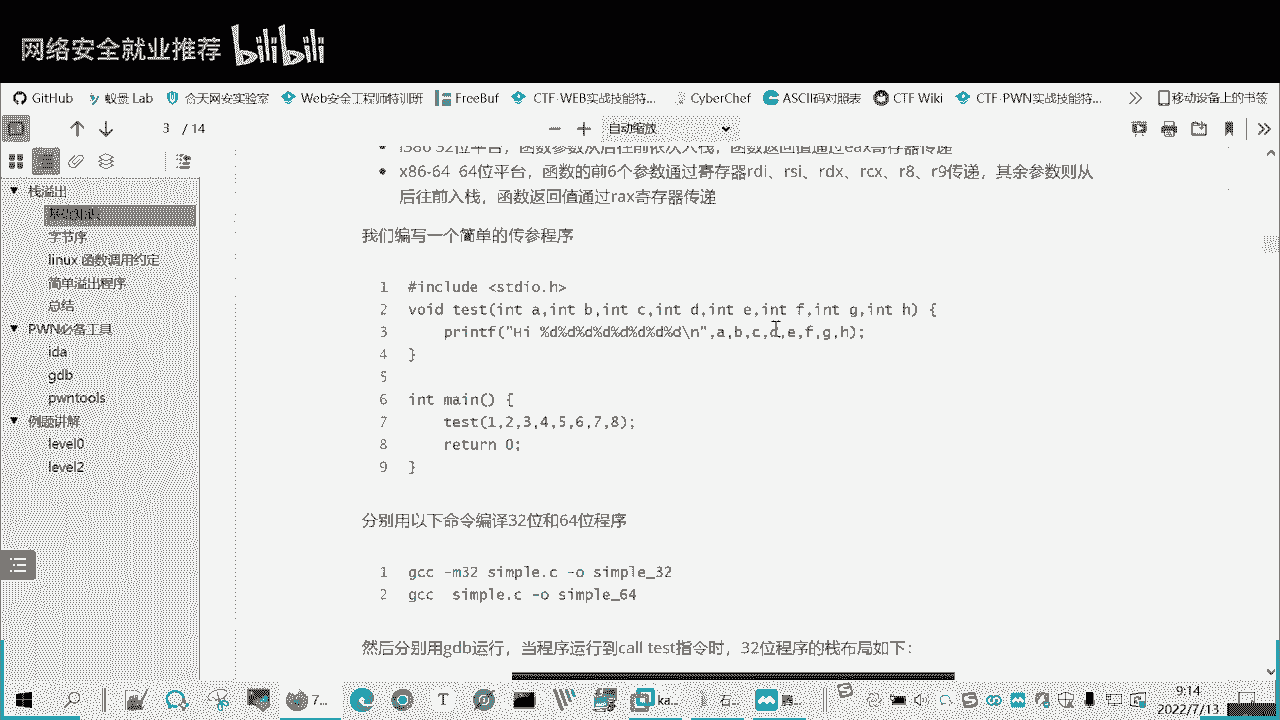 网络安全就业推荐 bilibili
GitHub 蚁景 Lab 合天网安实验室 Web安全工程师特训班 FreeBuf CTF-WEB实战技能特... CyberChef ASCII码对照表 CTF Wiki CTF-PWN实战技能特... 移动设备上的书签
3 / 14 自动缩放
栈溢出
字节序
linux 函数调用约定
简单溢出程序
总结
PWN必备工具
ida
gdb
pwntools
例题讲解
level0
level2
i386 32位平台，函数参数从后往前依次入栈，函数返回值通过eax寄存器传递
x86-64 64位平台，函数的前6个参数通过寄存器rdi、rsi、rdx、rcx、r8、r9传递，其余参数则从
后往前入栈，函数返回值通过rax寄存器传递
我们编写一个简单的传参程序
1 #include <stdio.h>
2 void test(int a,int b,int c,int d,int e,int f,int g,int h) {
3 printf("Hi %d%d%d%d%d%d%d%d\n",a,b,c,d,e,f,g,h);
4 }
5
6 int main() {
7 test(1,2,3,4,5,6,7,8);
8 return 0;
9 }
分别用以下命令编译32位和64位程序
1 gcc -m32 simple.c -o simple_32
2 gcc simple.c -o simple_64
然后分别用gdb运行，当程序运行到call test指令时，32位程序的栈布局如下：
7... T ka...
9:14
2022/7/13